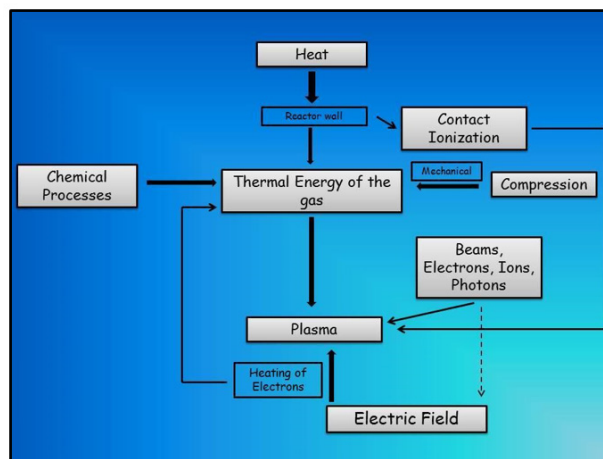 Heat
Reactor wall
Contact
Ionization
Chemical
Processes
Thermal Energy of the
gas
Mechanical
Compression
Beams,
Electrons, Ions,
Photons
Plasma
Heating of
Electrons
Electric Field